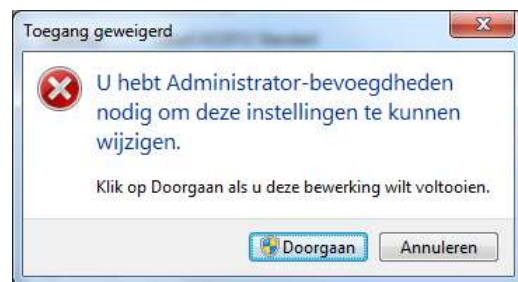 Toegang geweigerd
U hebt Administrator-bevoegdheden
nodig om deze instellingen te kunnen
wijzigen.
Klik op Doorgaan als u deze bewerking wilt voltooien.
Doorgaan
Annuleren